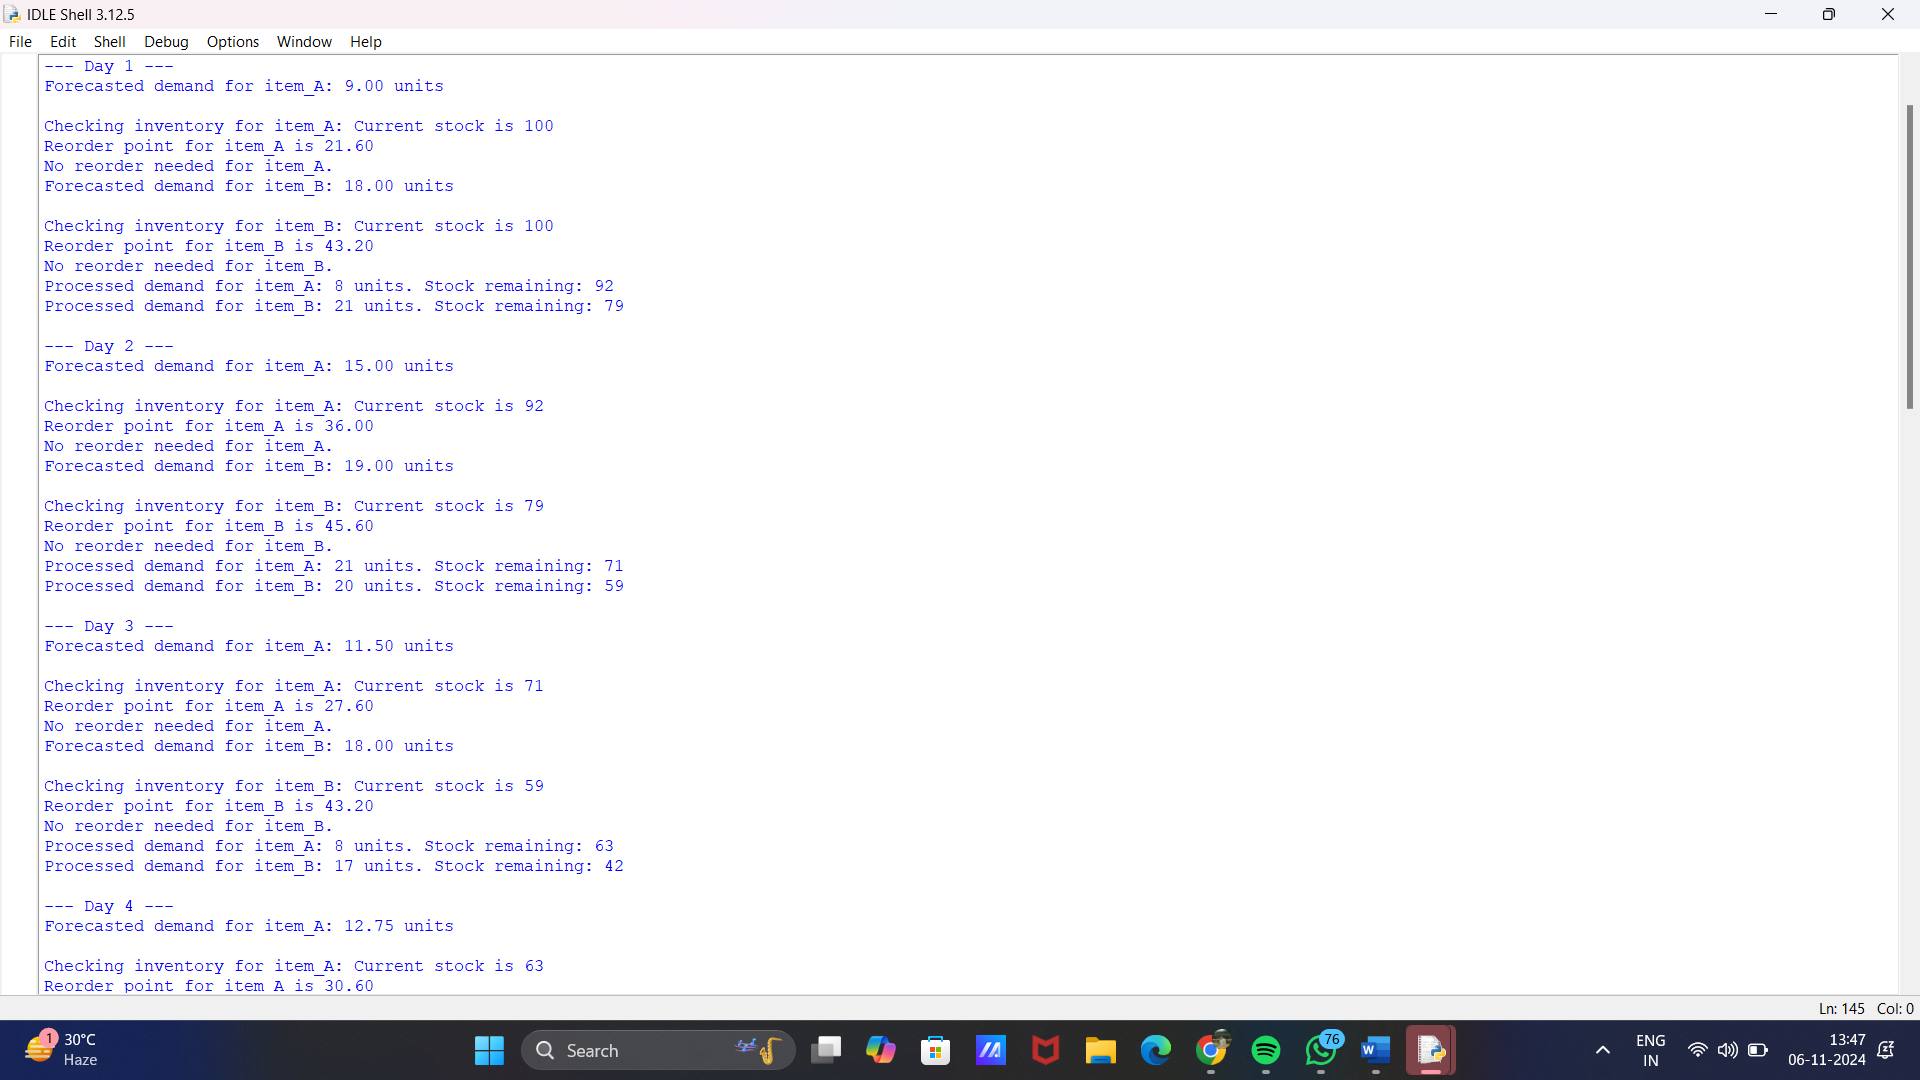 IDLE Shell 3.12.5
File Edit Shell Debug Options Window Help
--- Day 1 ---
Forecasted demand for item_A: 9.00 units
Checking inventory for item_A: Current stock is 100
Reorder point for item_A is 21.60
No reorder needed for item_A.
Forecasted demand for item_B: 18.00 units
Checking inventory for item_B: Current stock is 100
Reorder point for item_B is 43.20
No reorder needed for item_B.
Processed demand for item_A: 8 units. Stock remaining: 92
Processed demand for item_B: 21 units. Stock remaining: 79
--- Day 2 ---
Forecasted demand for item_A: 15.00 units
Checking inventory for item_A: Current stock is 92
Reorder point for item_A is 36.00
No reorder needed for item_A.
Forecasted demand for item_B: 19.00 units
Checking inventory for item_B: Current stock is 79
Reorder point for item_B is 45.60
No reorder needed for item_B.
Processed demand for item_A: 21 units. Stock remaining: 71
Processed demand for item_B: 20 units. Stock remaining: 59
--- Day 3 ---
Forecasted demand for item_A: 11.50 units
Checking inventory for item_A: Current stock is 71
Reorder point for item_A is 27.60
No reorder needed for item_A.
Forecasted demand for item_B: 18.00 units
Checking inventory for item_B: Current stock is 59
Reorder point for item_B is 43.20
No reorder needed for item_B.
Processed demand for item_A: 8 units. Stock remaining: 63
Processed demand for item_B: 17 units. Stock remaining: 42
--- Day 4 ---
Forecasted demand for item_A: 12.75 units
Checking inventory for item_A: Current stock is 63
Reorder point for item_A is 30.60
Ln: 145 Col: 0
1
30°C
Haze
Search
76
W
ENG
IN
13:47
06-11-2024